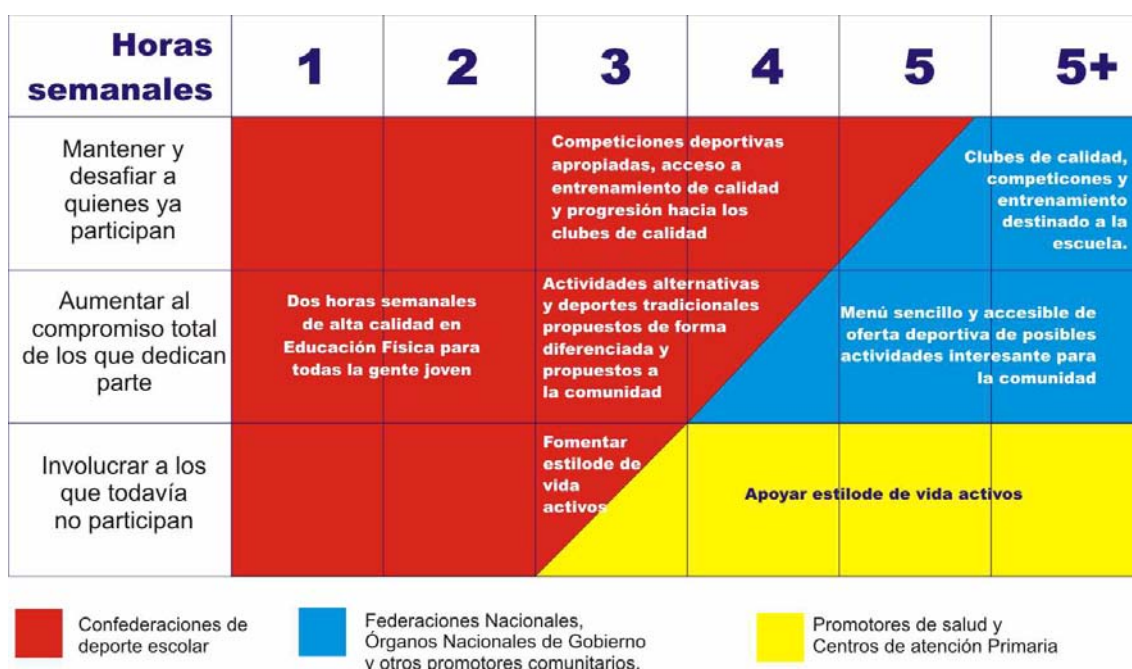 Horas
semanales
1
2
3
4
5
5+
Mantener y
desafiar a
quienes ya
participan
Competiciones deportivas
apropiadas, acceso a
entrenamiento de calidad
y progresión hacia los
clubes de calidad
Clubes de calidad,
competicones y
entrenamiento
destinado a la
escuela.
Aumentar al
compromiso total
de los que dedican
parte
Dos horas semanales
de alta calidad en
Educación Física para
todas la gente joven
Actividades alternativas
y deportes tradicionales
propuestos de forma
diferenciada y
propuestos a
la comunidad
Menú sencillo y accesible de
oferta deportiva de posibles
actividades interesante para
la comunidad
Involucrar a los
que todavía
no participan
Fomentar
estilode de
vida
activos
Apoyar estilode de vida activos
Confederaciones de
deporte escolar
Federaciones Nacionales,
Órganos Nacionales de Gobierno
y otros promotores comunitarios.
Promotores de salud y
Centros de atención Primaria